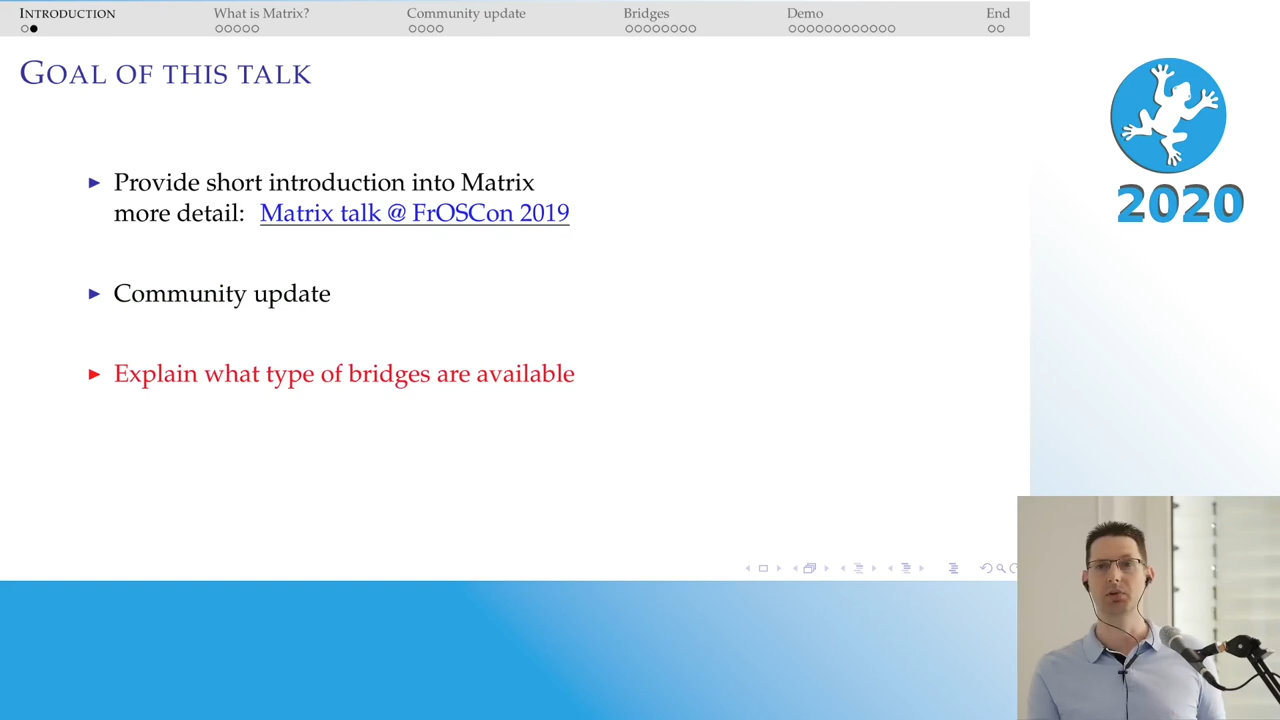 INTRODUCTION
What is Matrix?
Community update
Bridges
Demo
End
GOAL OF THIS TALK
Provide short introduction into Matrix
more detail: Matrix talk @ FrOSCon 2019
Community update
Explain what type of bridges are available
2020